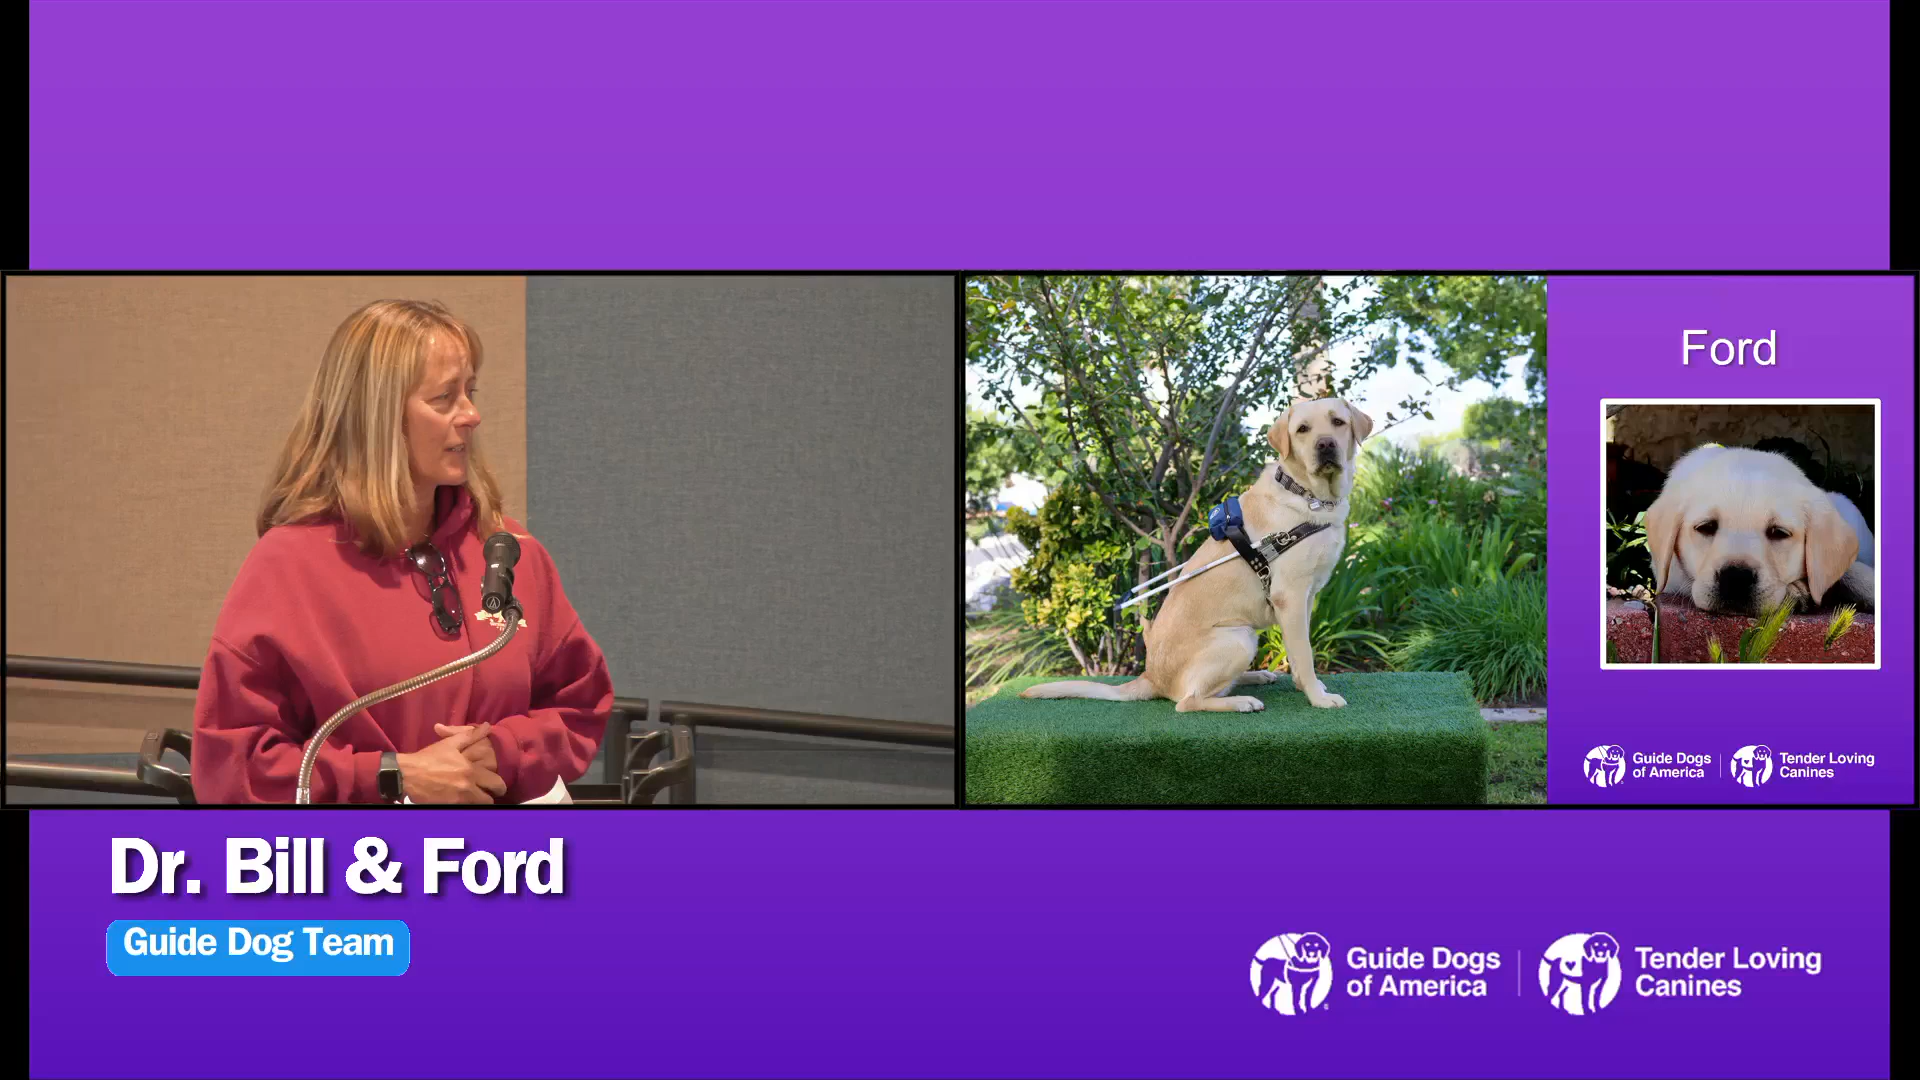 Ford
Guide Dogs
of America
Tender Loving
Canines
Dr. Bill & Ford
Guide Dog Team
Guide Dogs
of America
Tender Loving
Canines